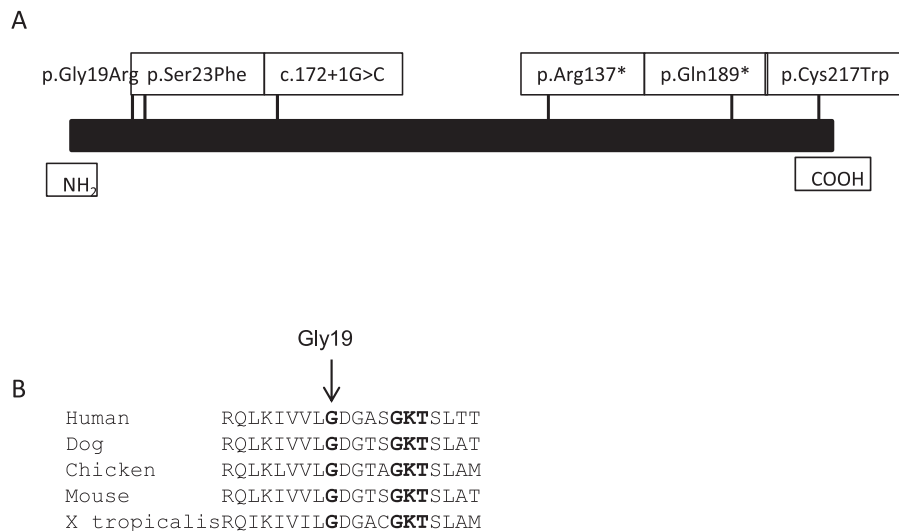 A
p.Gly19Arg p.Ser23Phe c.172+1G>C p.Arg137* p.Gln189* p.Cys217Trp
NH2 COOH
Gly19
B
Human RQLKIVVLGDGASGKTSLTT
Dog RQLKIVVLGDGTSGKTSLAT
Chicken RQLKLVVLGDGTAGKTSLAM
Mouse RQLKIVVLGDGTSGKTSLAT
X tropicalisRQIKIVILGDGACGKTSLAM